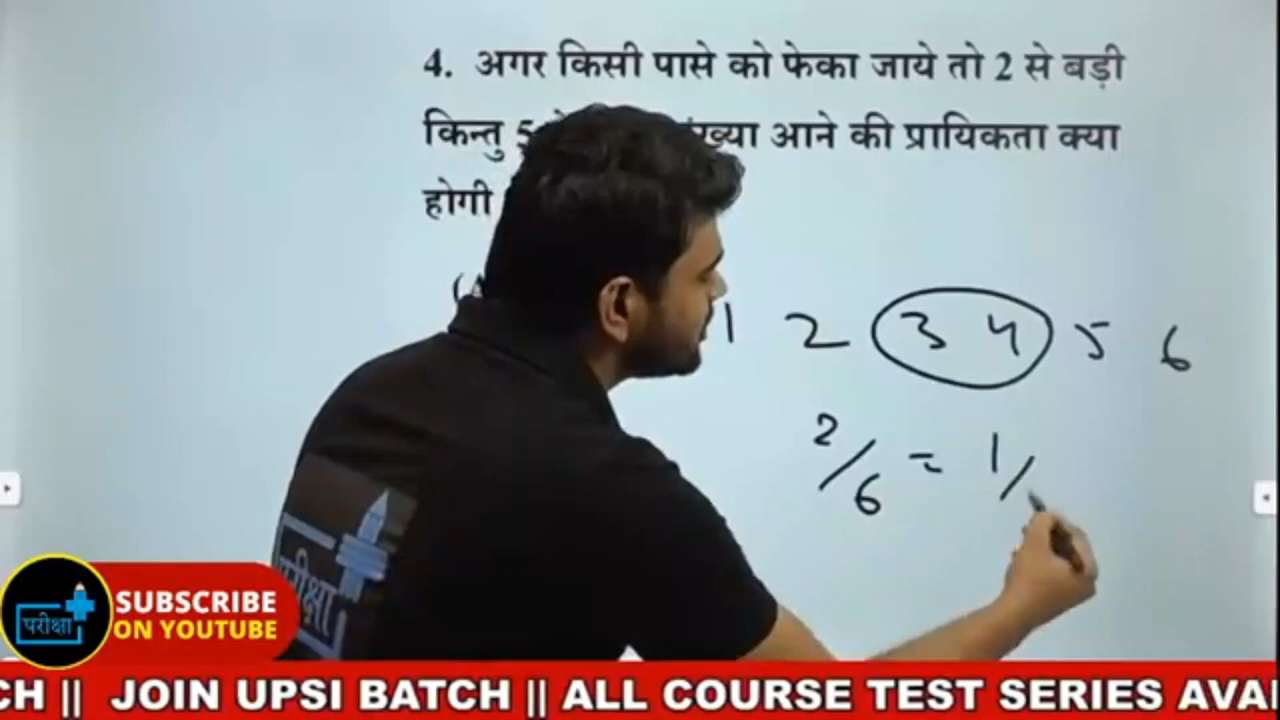 4. अगर किसी पासे को फेका जाये तो 2 से बड़ी
किन्तु 5 आने की प्रायिकता क्या
होगी
1 2 3 4 5 6
2/6 = 1/
परीक्षा
परीक्षा
SUBSCRIBE
ON YOUTUBE
CH || JOIN UPSI BATCH || ALL COURSE TEST SERIES AVAI